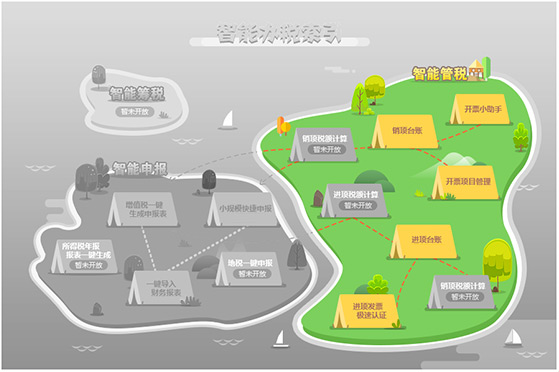 智能办税索引
智能管税
智能筹税
暂未开放
开票小助手
销项台账
销项税额计算
暂未开放
智能申报
开票项目管理
进项税额计算
暂未开放
增值税一键
生成申报表
小规模快捷申报
进项台账
所得税年报
报表一键生成
暂未开放
场税一键申报
暂未开放
一键导入
财务报表
销项税额计算
暂未开放
进项发票
极速认证